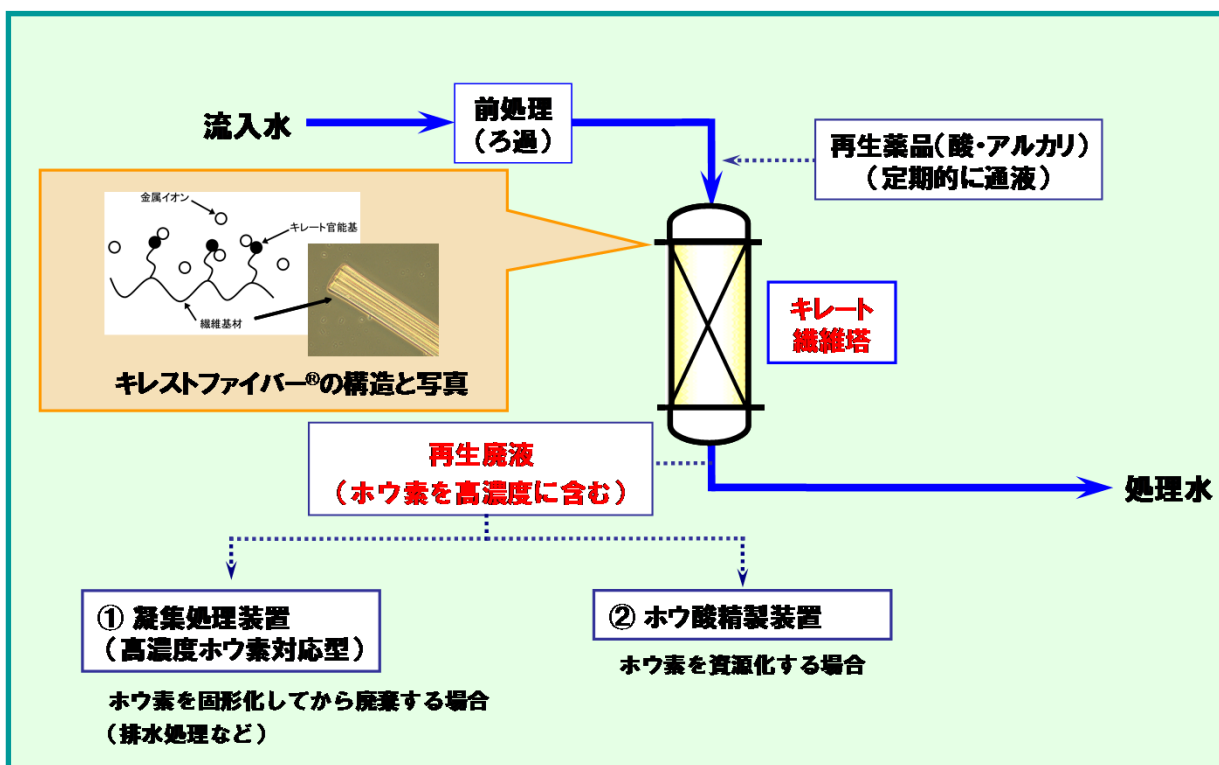 流入水
前処理
（ろ過）
再生薬品（酸・アルカリ）
（定期的に通液）
金属イオン
キレート官能基
繊維基材
キレストファイバー®の構造と写真
キレート
繊維塔
再生廃液
（ホウ素を高濃度に含む）
処理水
① 凝集処理装置
（高濃度ホウ素対応型）
ホウ素を固形化してから廃棄する場合
（排水処理など）
② ホウ酸精製装置
ホウ素を資源化する場合